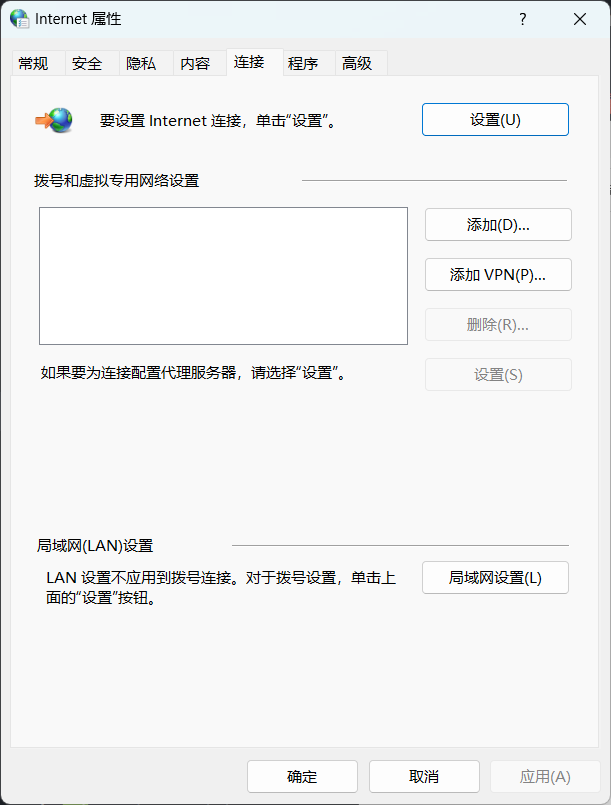 Internet 属性
?
常规 安全 隐私 内容 连接 程序 高级
要设置 Internet 连接，单击“设置”。
设置(U)
拨号和虚拟专用网络设置
添加(D)...
添加 VPN(P)...
删除(R)...
如果要为连接配置代理服务器，请选择“设置”。
设置(S)
局域网(LAN)设置
LAN 设置不应用到拨号连接。对于拨号设置，单击上
面的“设置”按钮。
局域网设置(L)
确定 取消 应用(A)